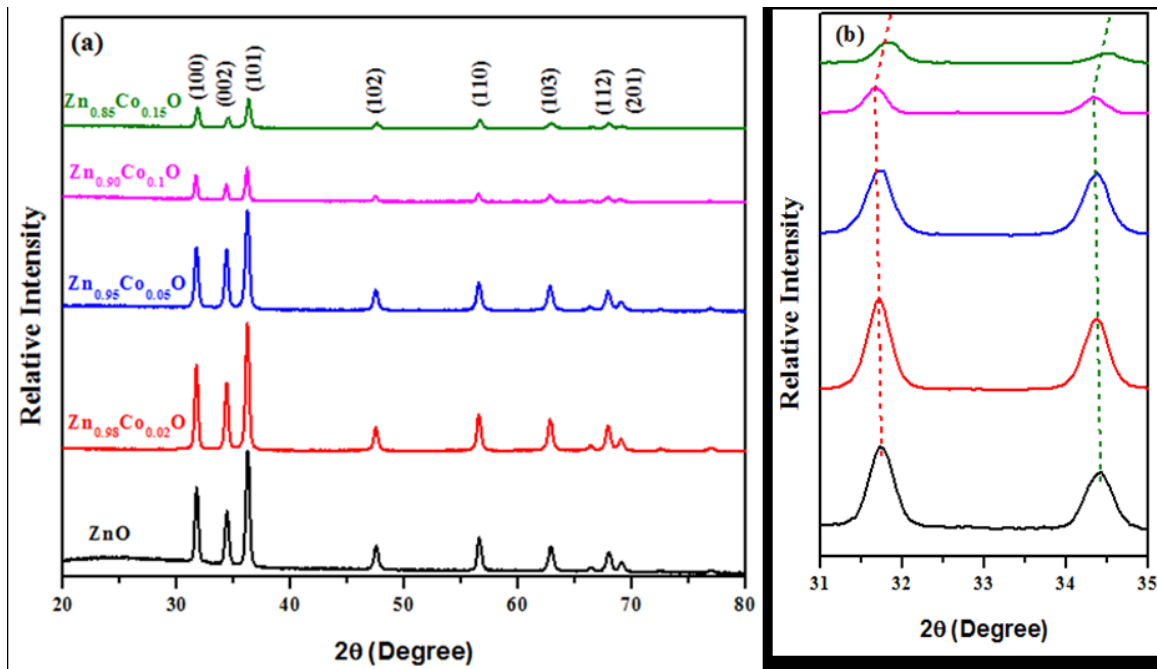 (a)
(100)
(002)
(101)
(102)
(110)
(103)
(112)
(201)
Zn0.85Co0.15O
Zn0.90Co0.1O
Zn0.95Co0.05O
Zn0.98Co0.02O
ZnO
Relative Intensity
20 30 40 50 60 70 80
2θ (Degree)
(b)
Relative Intensity
31 32 33 34 35
2θ (Degree)